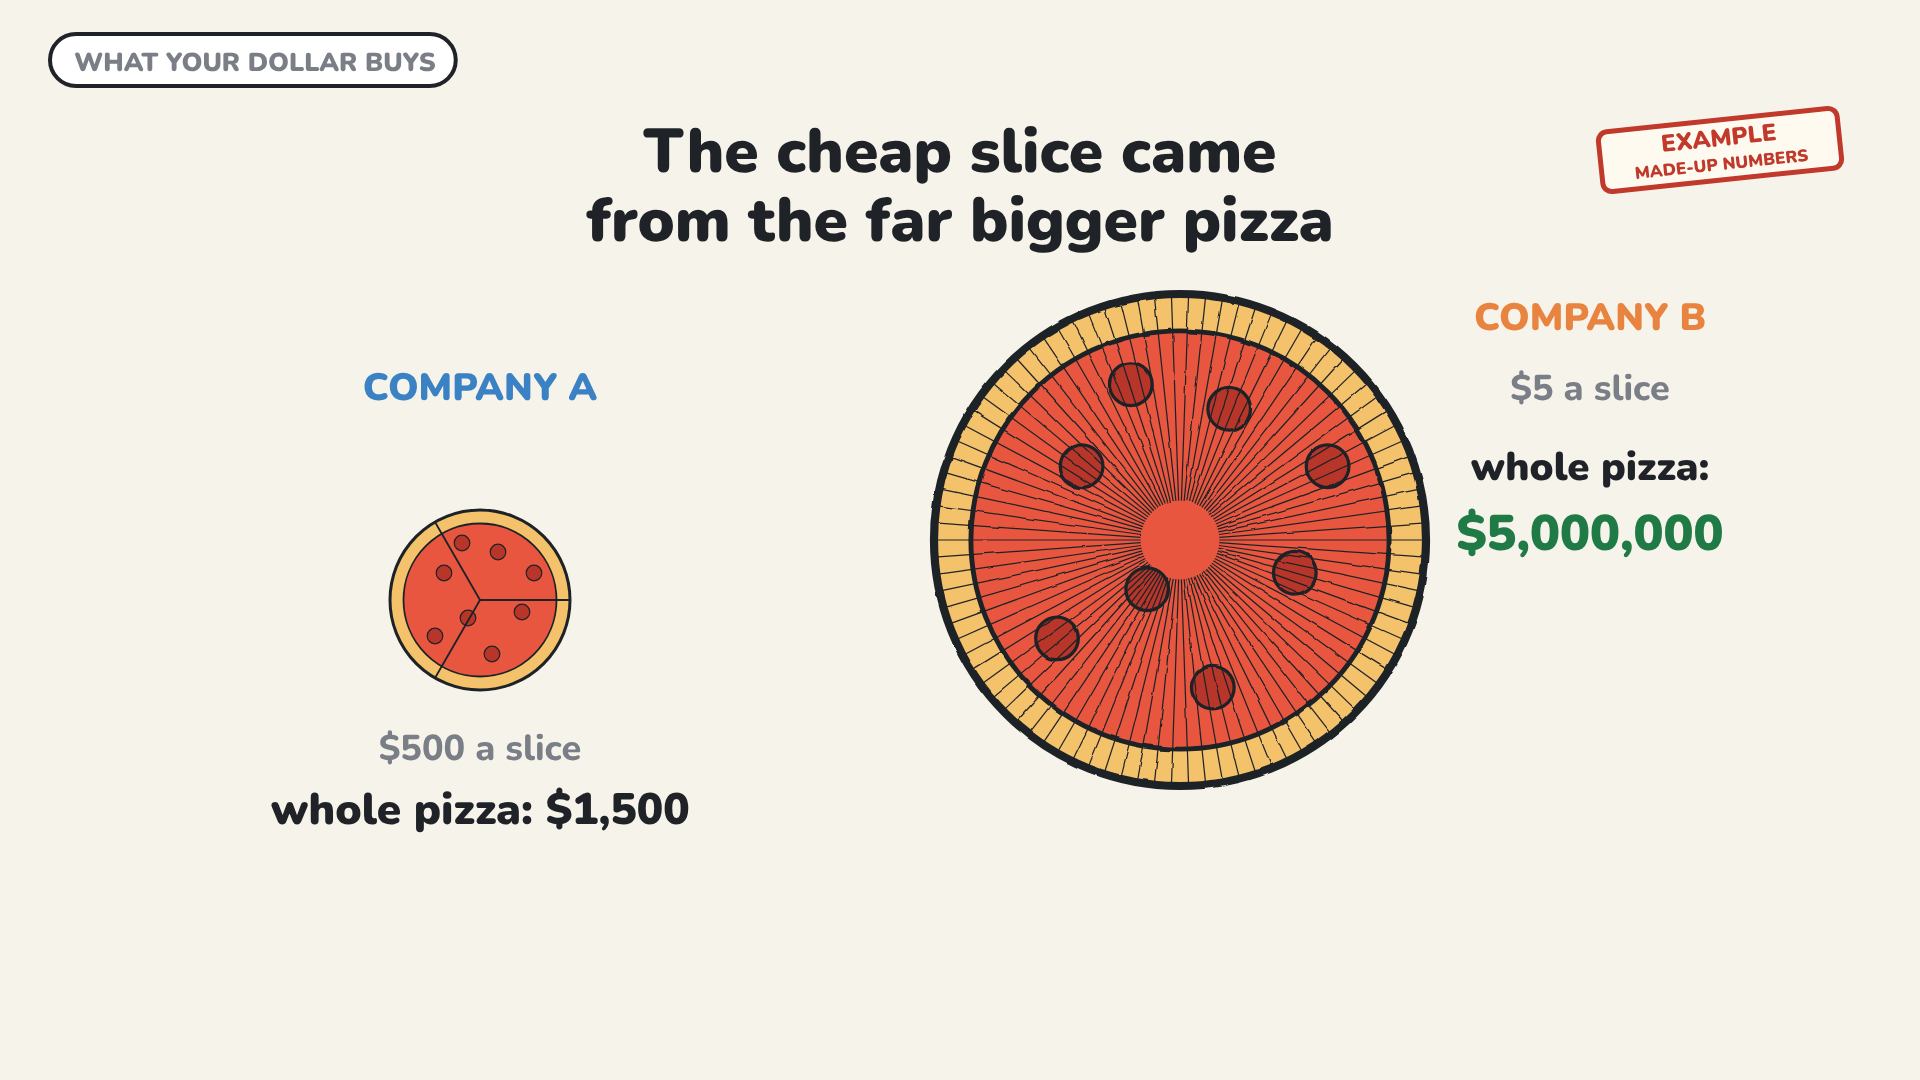 WHAT YOUR DOLLAR BUYS
The cheap slice came
from the far bigger pizza
EXAMPLE
MADE-UP NUMBERS
COMPANY A
$500 a slice
whole pizza: $1,500
COMPANY B
$5 a slice
whole pizza:
$5,000,000